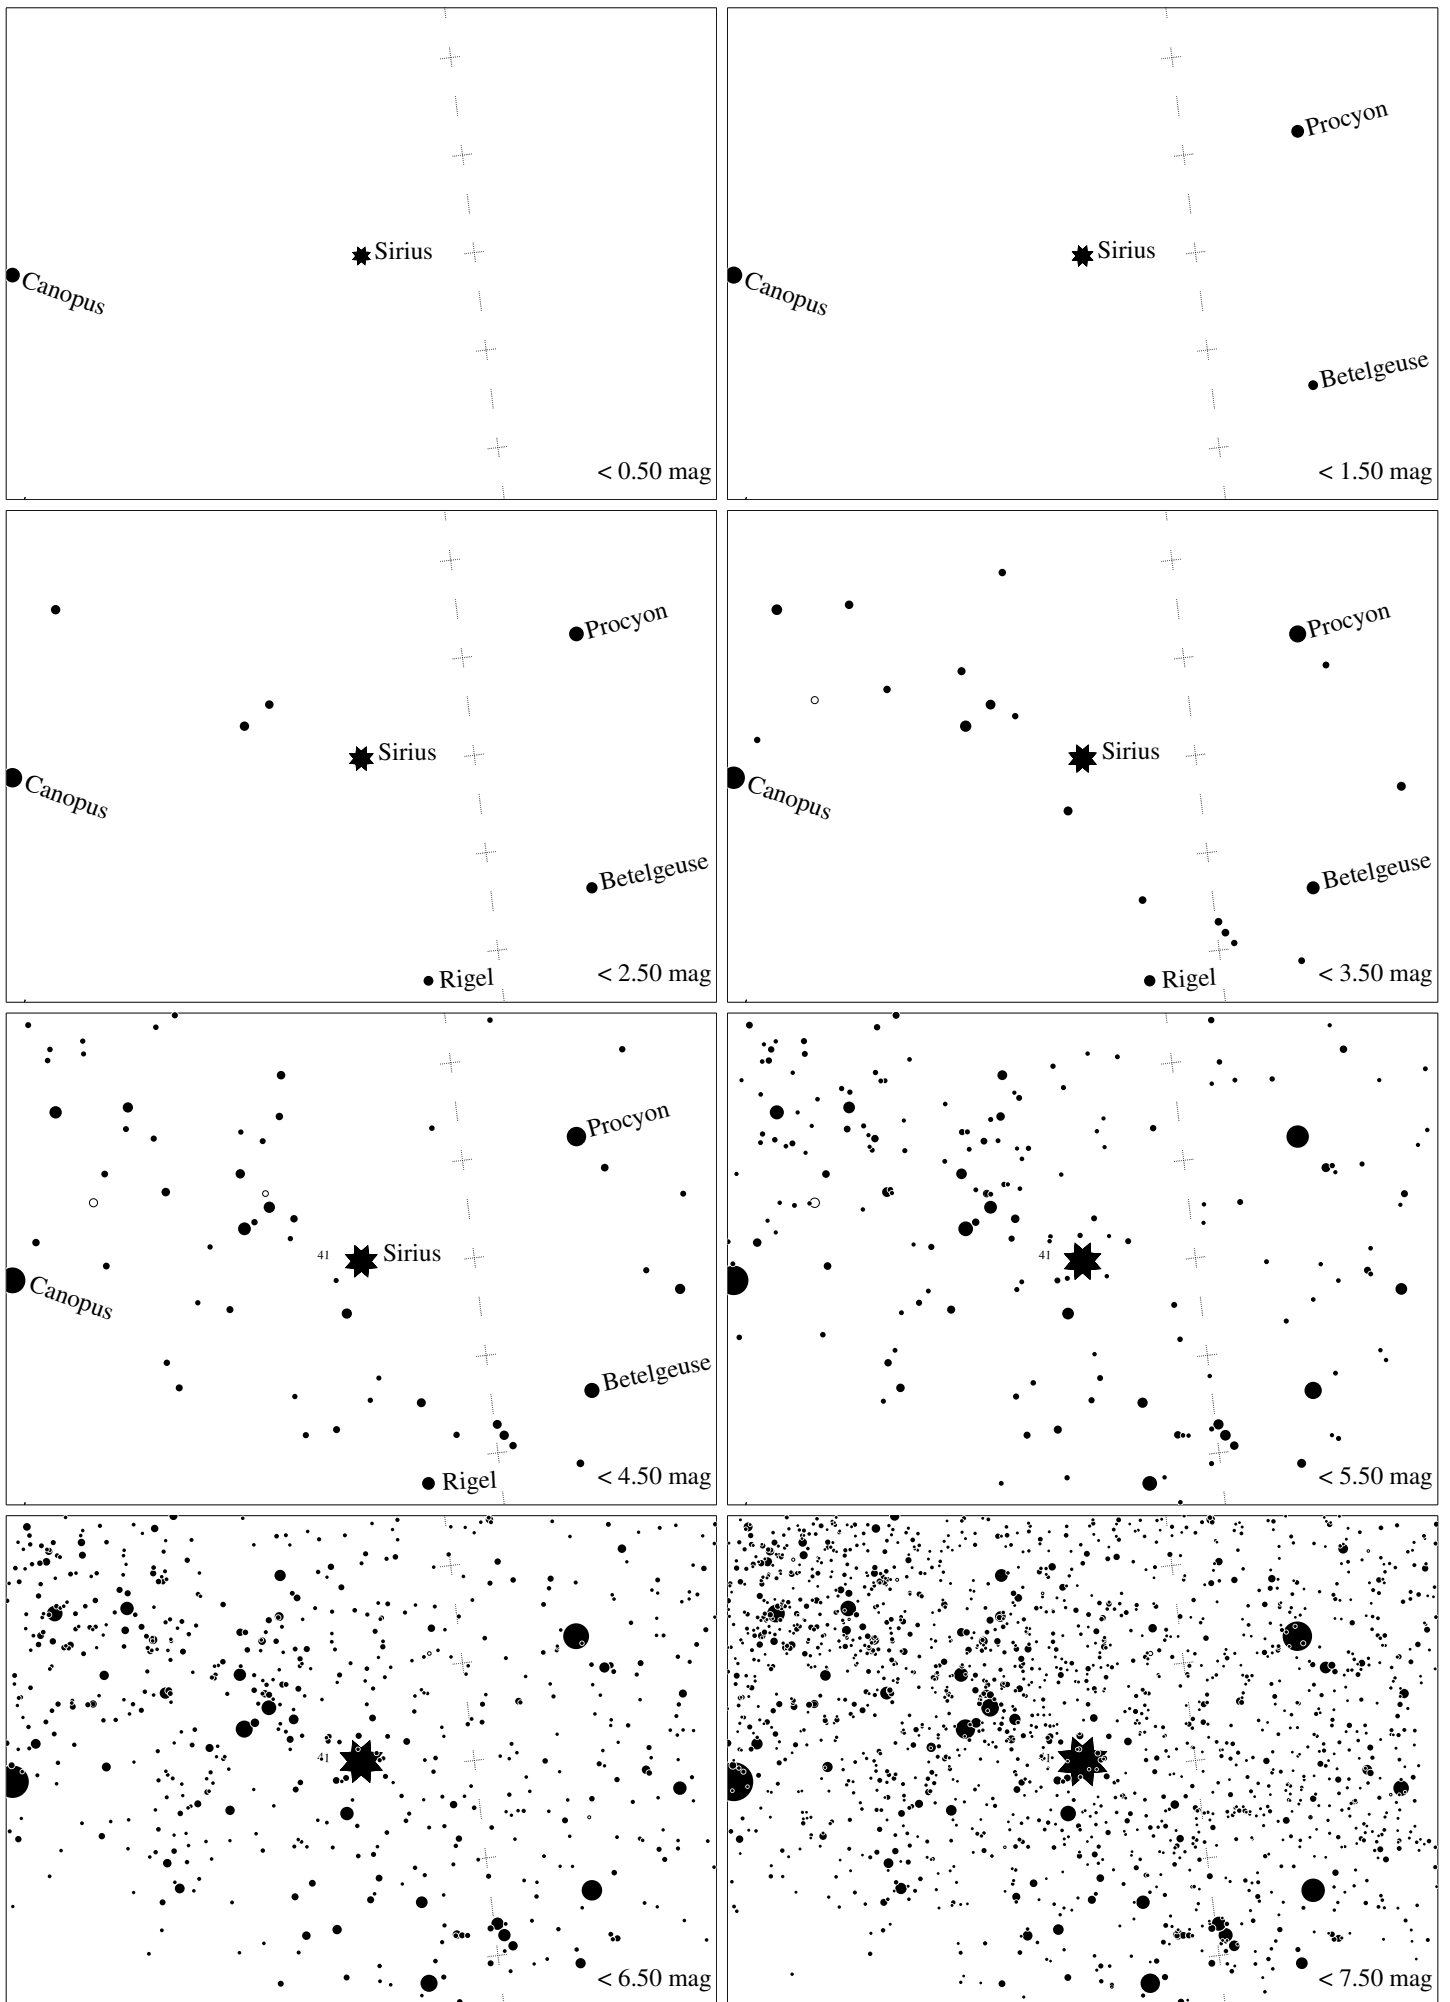 Sirius
Canopus
< 0.50 mag
Procyon
Sirius
Canopus
Betelgeuse
< 1.50 mag
Procyon
Sirius
Canopus
Betelgeuse
Rigel
< 2.50 mag
Procyon
Sirius
Canopus
Betelgeuse
Rigel
< 3.50 mag
Procyon
41
Sirius
Canopus
Betelgeuse
Rigel
< 4.50 mag
41
< 5.50 mag
41
< 6.50 mag
< 7.50 mag